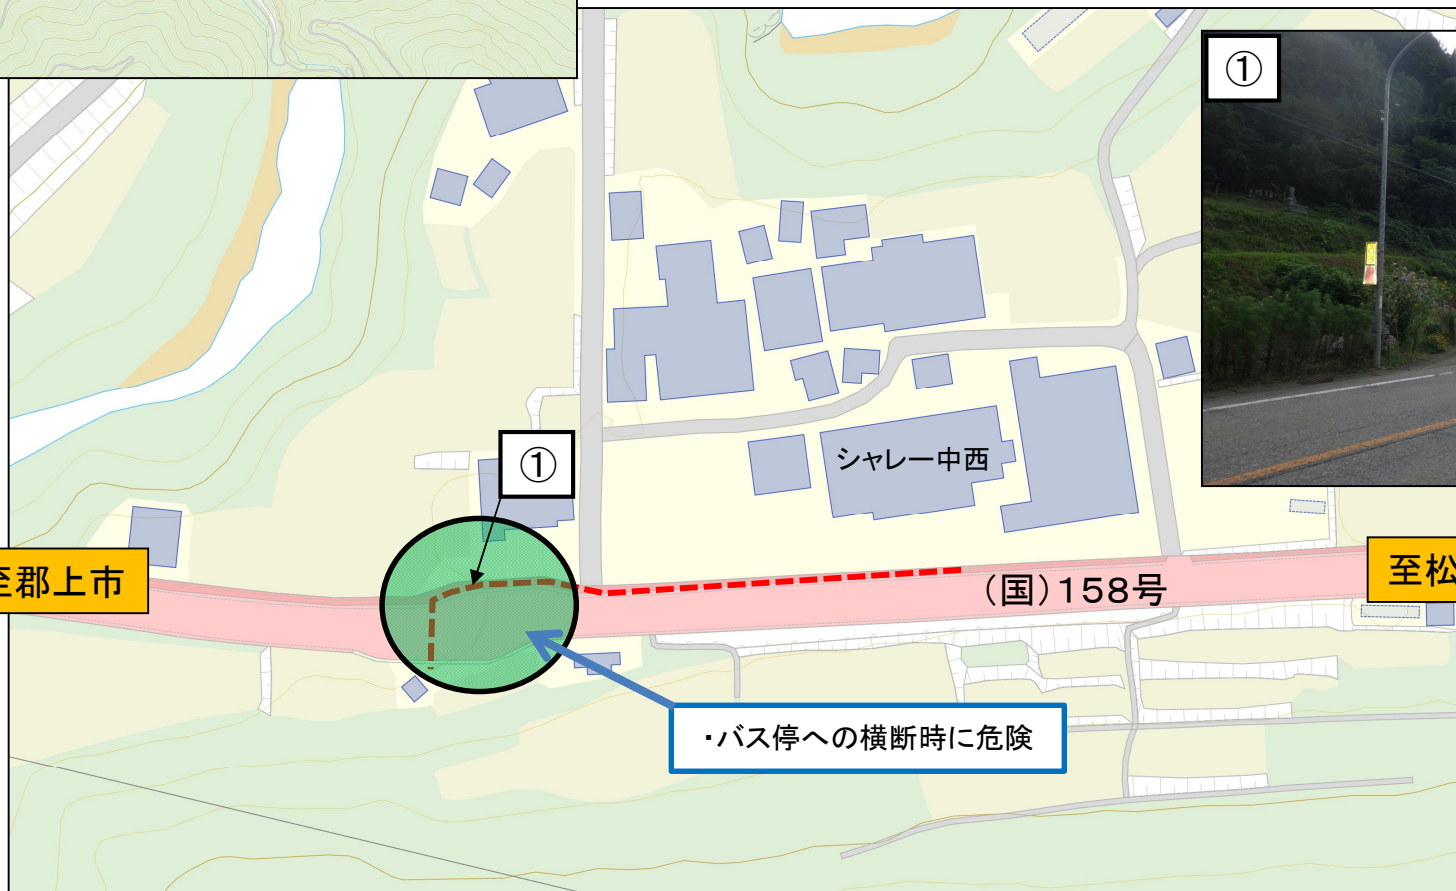 ①
シャレー中西
①
至郡上市
(国)158号
至松
・バス停への横断時に危険